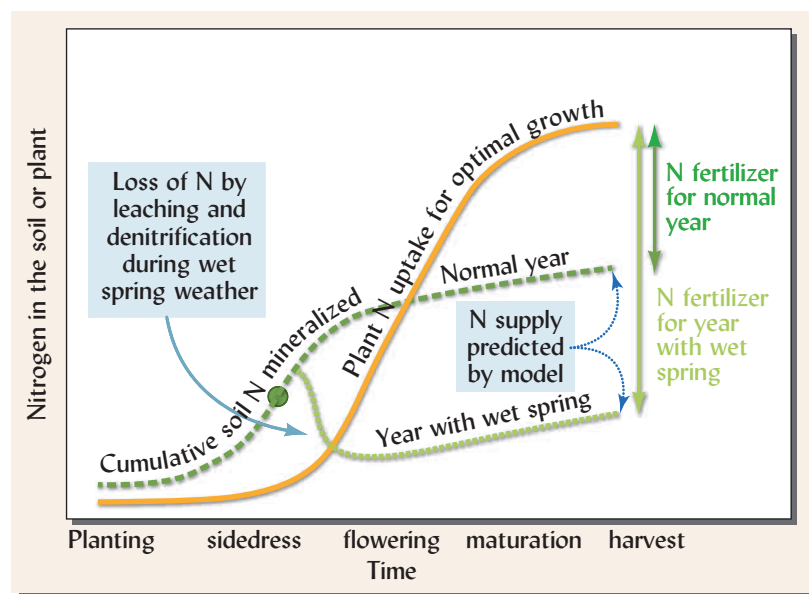 Nitrogen in the soil or plant
Loss of N by
leaching and
denitrification
during wet
spring weather
Cumulative soil N mineralized
Plant N uptake for optimal growth
Normal year
N supply
predicted
by model
Year with wet spring
N fertilizer
for normal
year
N fertilizer
for year
with wet
spring
Planting sidedress flowering maturation harvest
Time